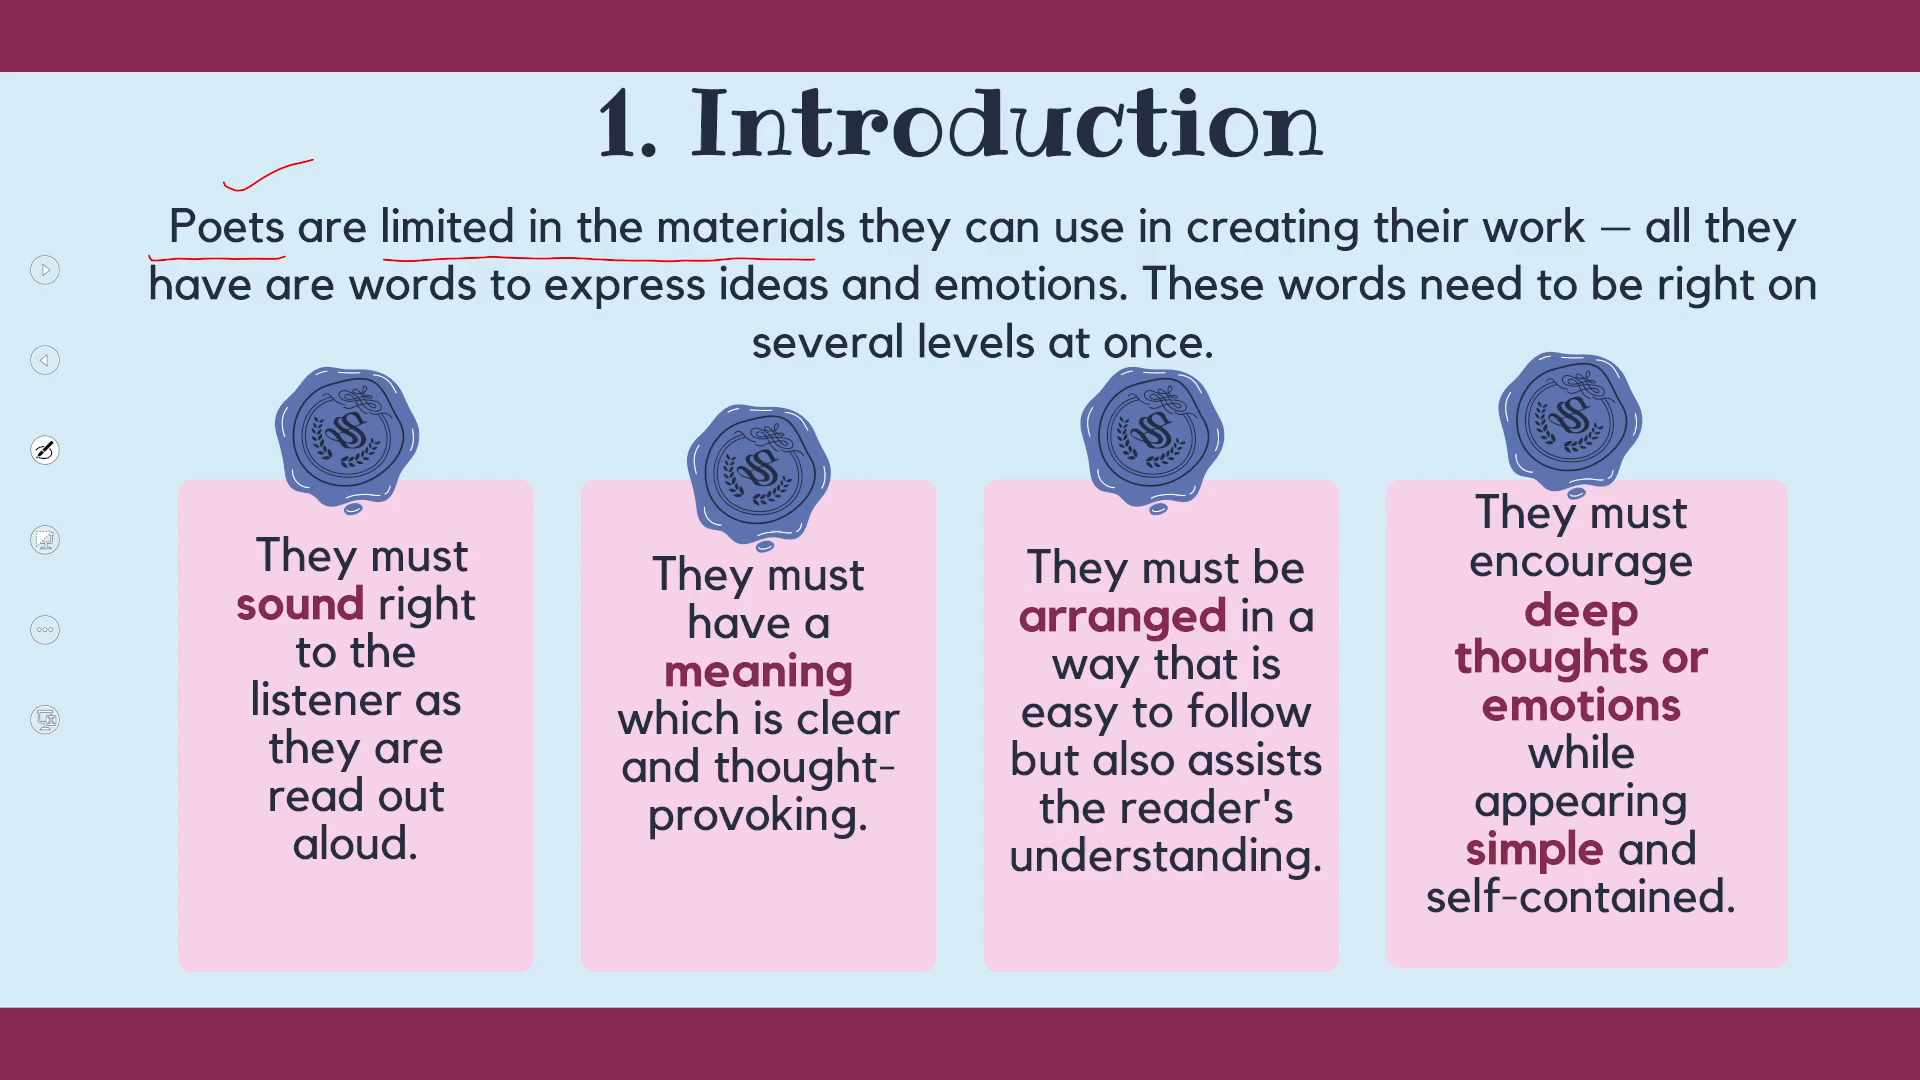 1. Introduction
Poets are limited in the materials they can use in creating their work – all they
have are words to express ideas and emotions. These words need to be right on
several levels at once.
They must
sound right
to the
listener as
they are
read out
aloud.
They must
have a
meaning
which is clear
and thought-
provoking.
They must be
arranged in a
way that is
easy to follow
but also assists
the reader's
understanding.
They must
encourage
deep
thoughts or
emotions
while
appearing
simple and
self-contained.